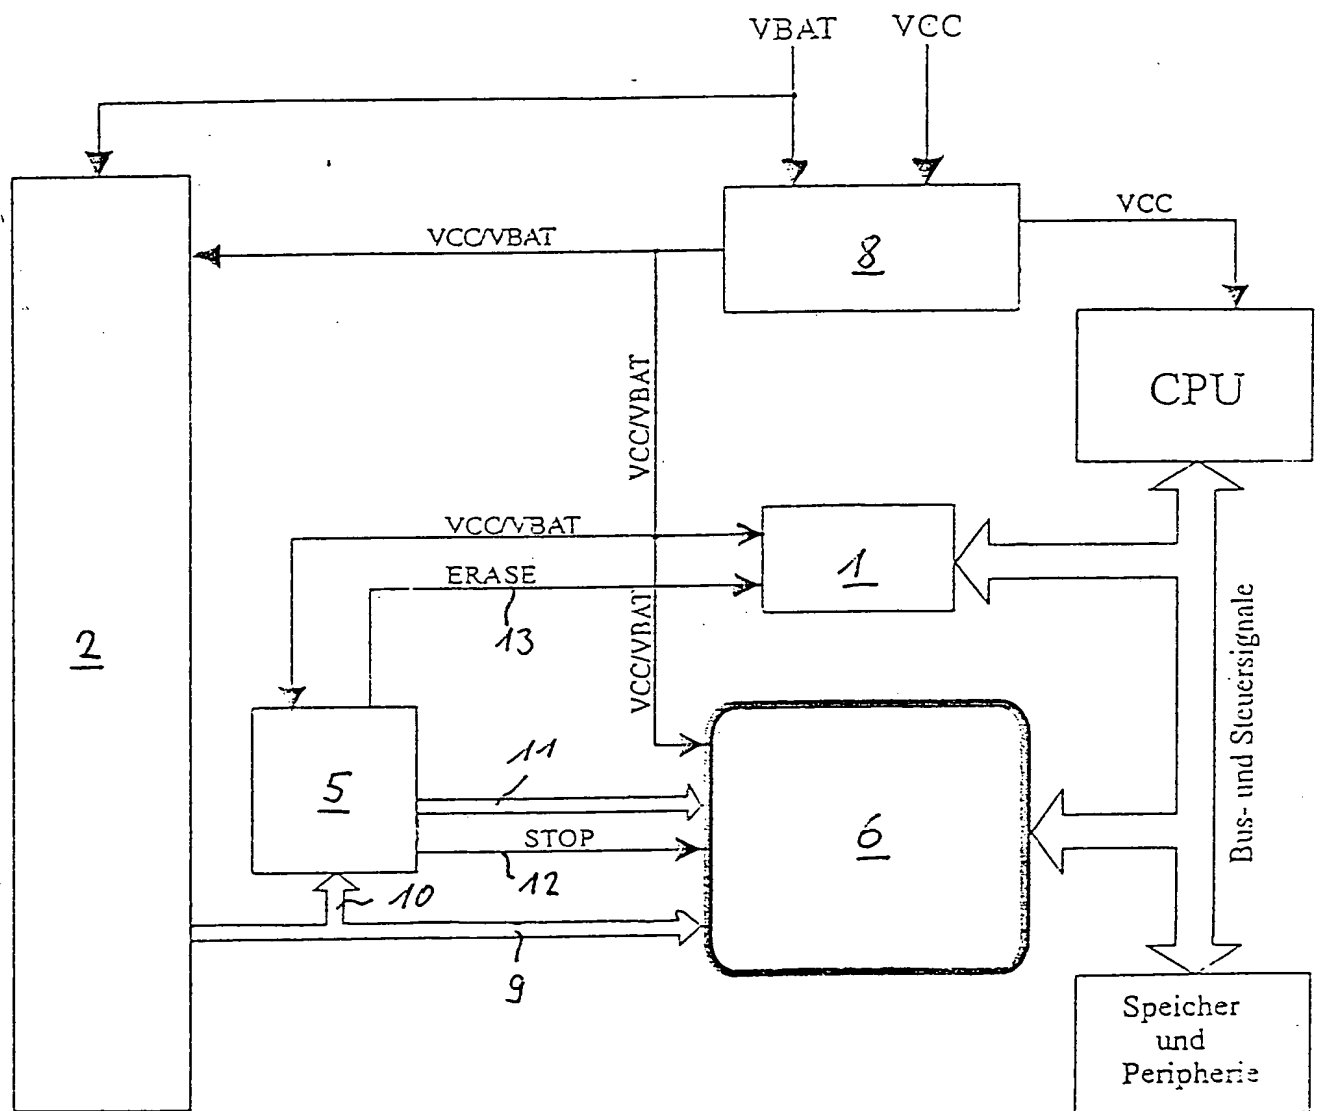 VBAT
VCC
VCC
VCC/VBAT
8
VCC/VBAT
CPU
VCC/VBAT
1
ERASE
13
VCC/VBAT
2
Bus- und Steuersignale
5
11
STOP
12
6
10
9
Speicher
und
Peripherie